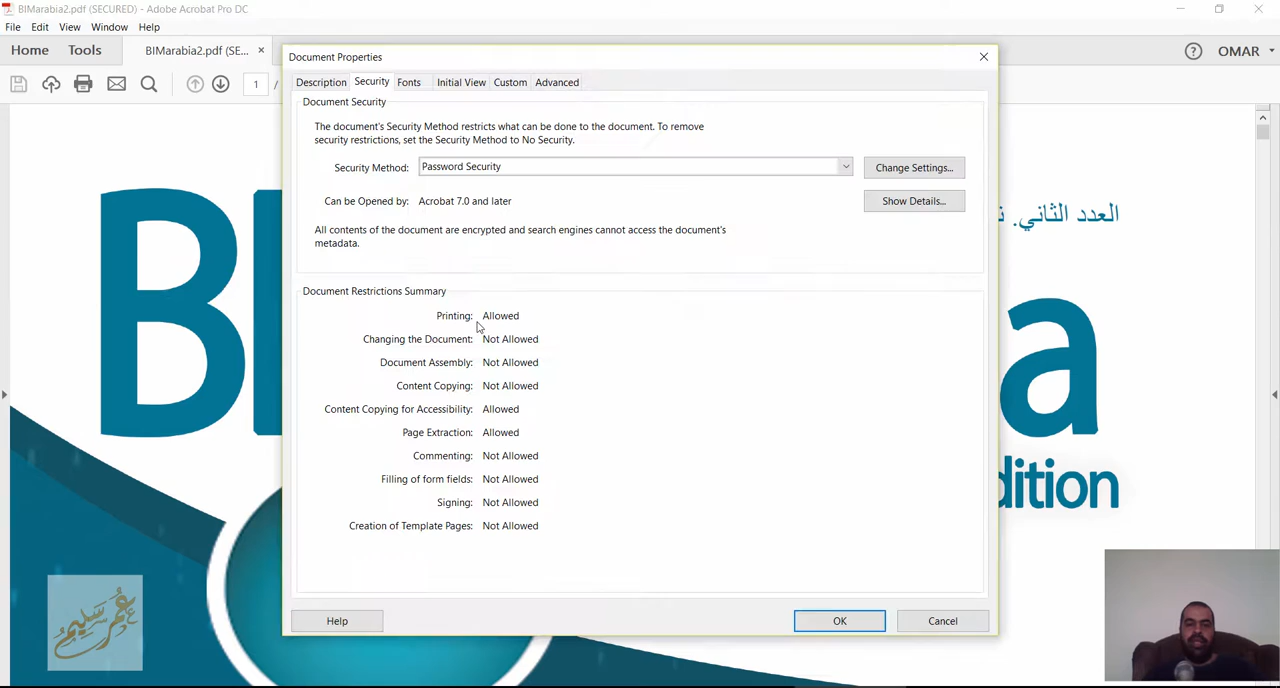 BIMarabia2.pdf (SECURED) - Adobe Acrobat Pro DC
File Edit View Window Help
Home Tools BIMarabia2.pdf (SE... × OMAR
1 /
Document Properties
Description Security Fonts Initial View Custom Advanced
Document Security
The document's Security Method restricts what can be done to the document. To remove
security restrictions, set the Security Method to No Security.
Security Method: Password Security Change Settings...
Can be Opened by: Acrobat 7.0 and later Show Details...
All contents of the document are encrypted and search engines cannot access the document's
metadata.
Document Restrictions Summary
Printing: Allowed
Changing the Document: Not Allowed
Document Assembly: Not Allowed
Content Copying: Not Allowed
Content Copying for Accessibility: Allowed
Page Extraction: Allowed
Commenting: Not Allowed
Filling of form fields: Not Allowed
Signing: Not Allowed
Creation of Template Pages: Not Allowed
Help OK Cancel
العدد الثاني.
B
a
dition
عمر سليم